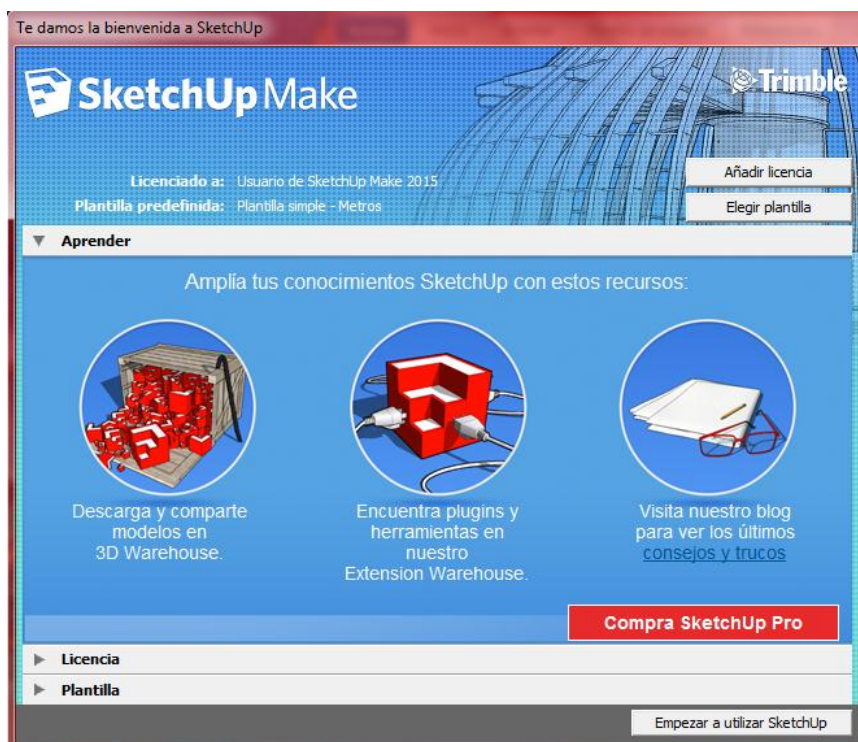 Te damos la bienvenida a SketchUp
SketchUp Make
Trimble
Licenciado a: Usuario de SketchUp Make 2015
Añadir licencia
Plantilla predefinida: Plantilla simple - Metros
Elegir plantilla
Aprender
Amplía tus conocimientos SketchUp con estos recursos:
Descarga y comparte
modelos en
3D Warehouse.
Encuentra plugins y
herramientas en
nuestro
Extension Warehouse.
Visita nuestro blog
para ver los últimos
consejos y trucos
Compra SketchUp Pro
Licencia
Plantilla
Empezar a utilizar SketchUp